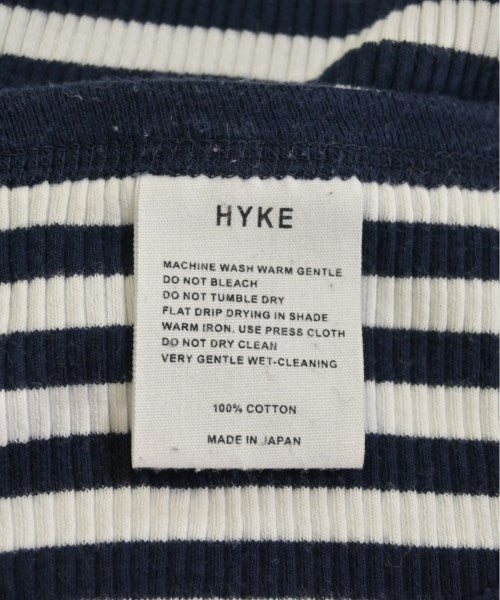 HYKE
MACHINE WASH WARM GENTLE
DO NOT BLEACH
DO NOT TUMBLE DRY
FLAT DRIP DRYING IN SHADE
WARM IRON. USE PRESS CLOTH
DO NOT DRY CLEAN
VERY GENTLE WET-CLEANING
100% COTTON
MADE IN JAPAN